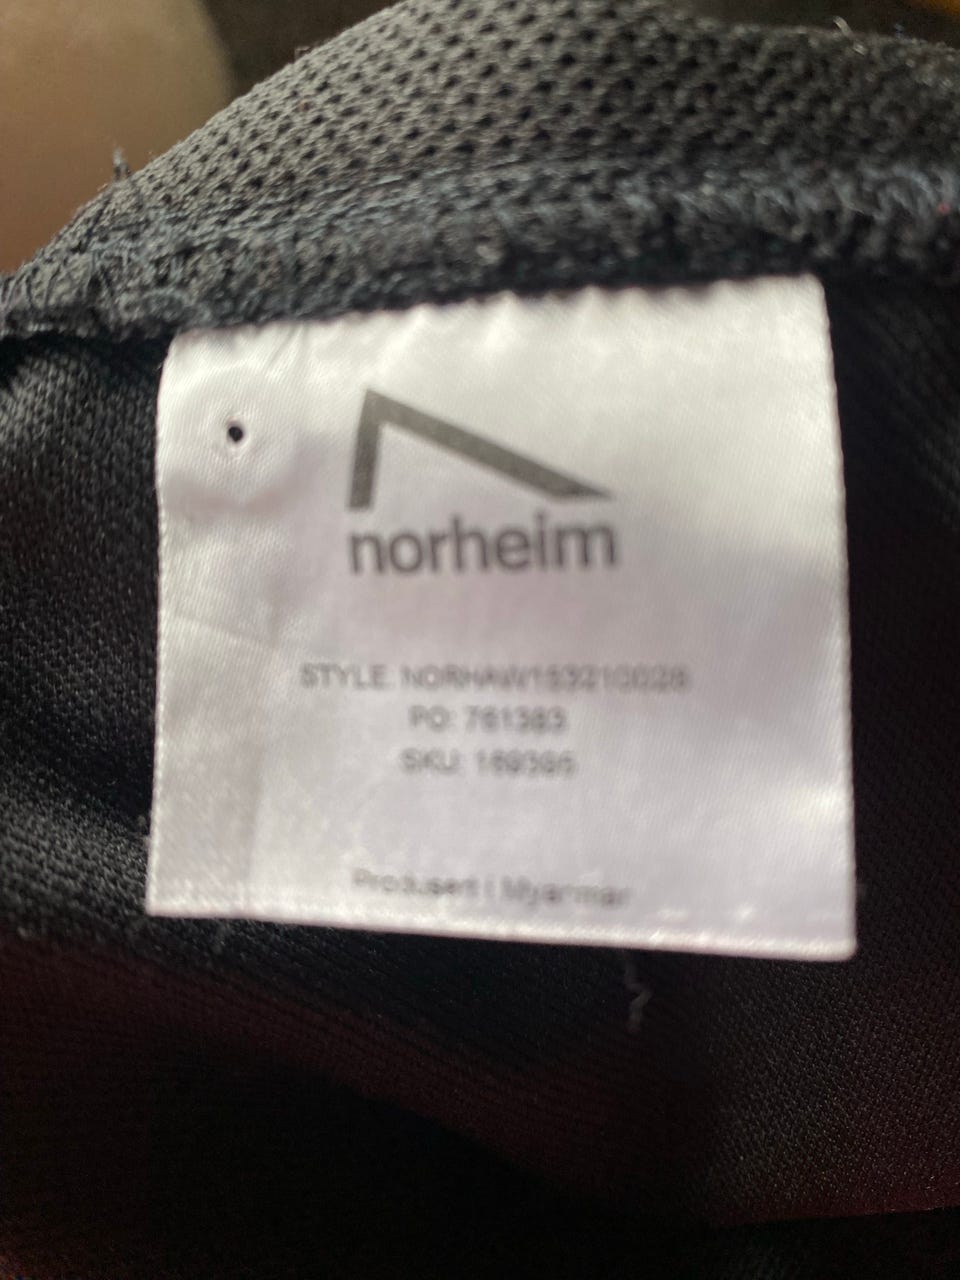 norheim
STYLE: NORHAW153210028
PO: 761383
SKU: 169395
Produsert i Myanmar